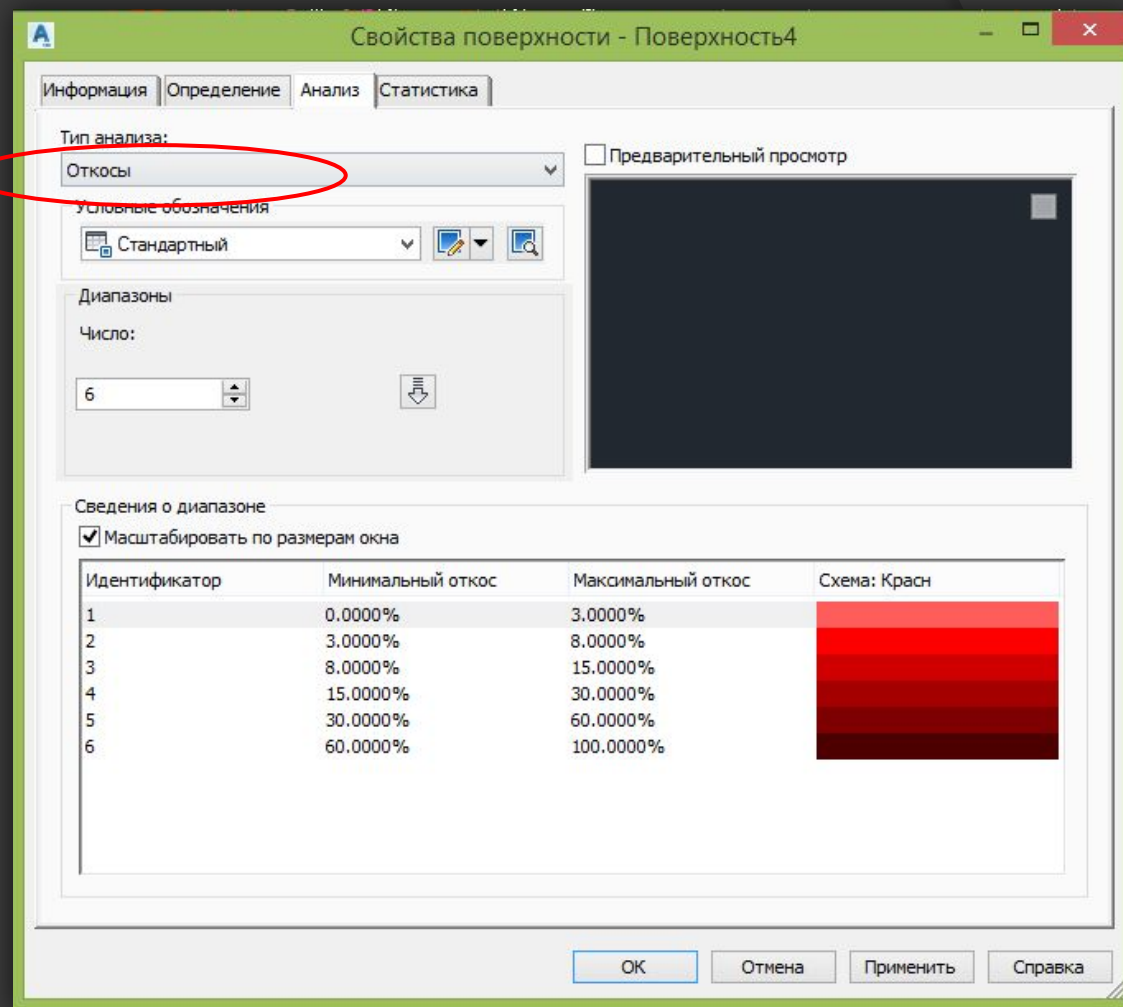 Свойства поверхности - Поверхность4
Информация Определение Анализ Статистика
Тип анализа:
Откосы
Предварительный просмотр
Условные обозначения
Стандартный
Диапазоны
Число:
6
Сведения о диапазоне
Масштабировать по размерам окна
Идентификатор Минимальный откос Максимальный откос Схема: Красн
1 0.0000% 3.0000%
2 3.0000% 8.0000%
3 8.0000% 15.0000%
4 15.0000% 30.0000%
5 30.0000% 60.0000%
6 60.0000% 100.0000%
ОК Отмена Применить Справка